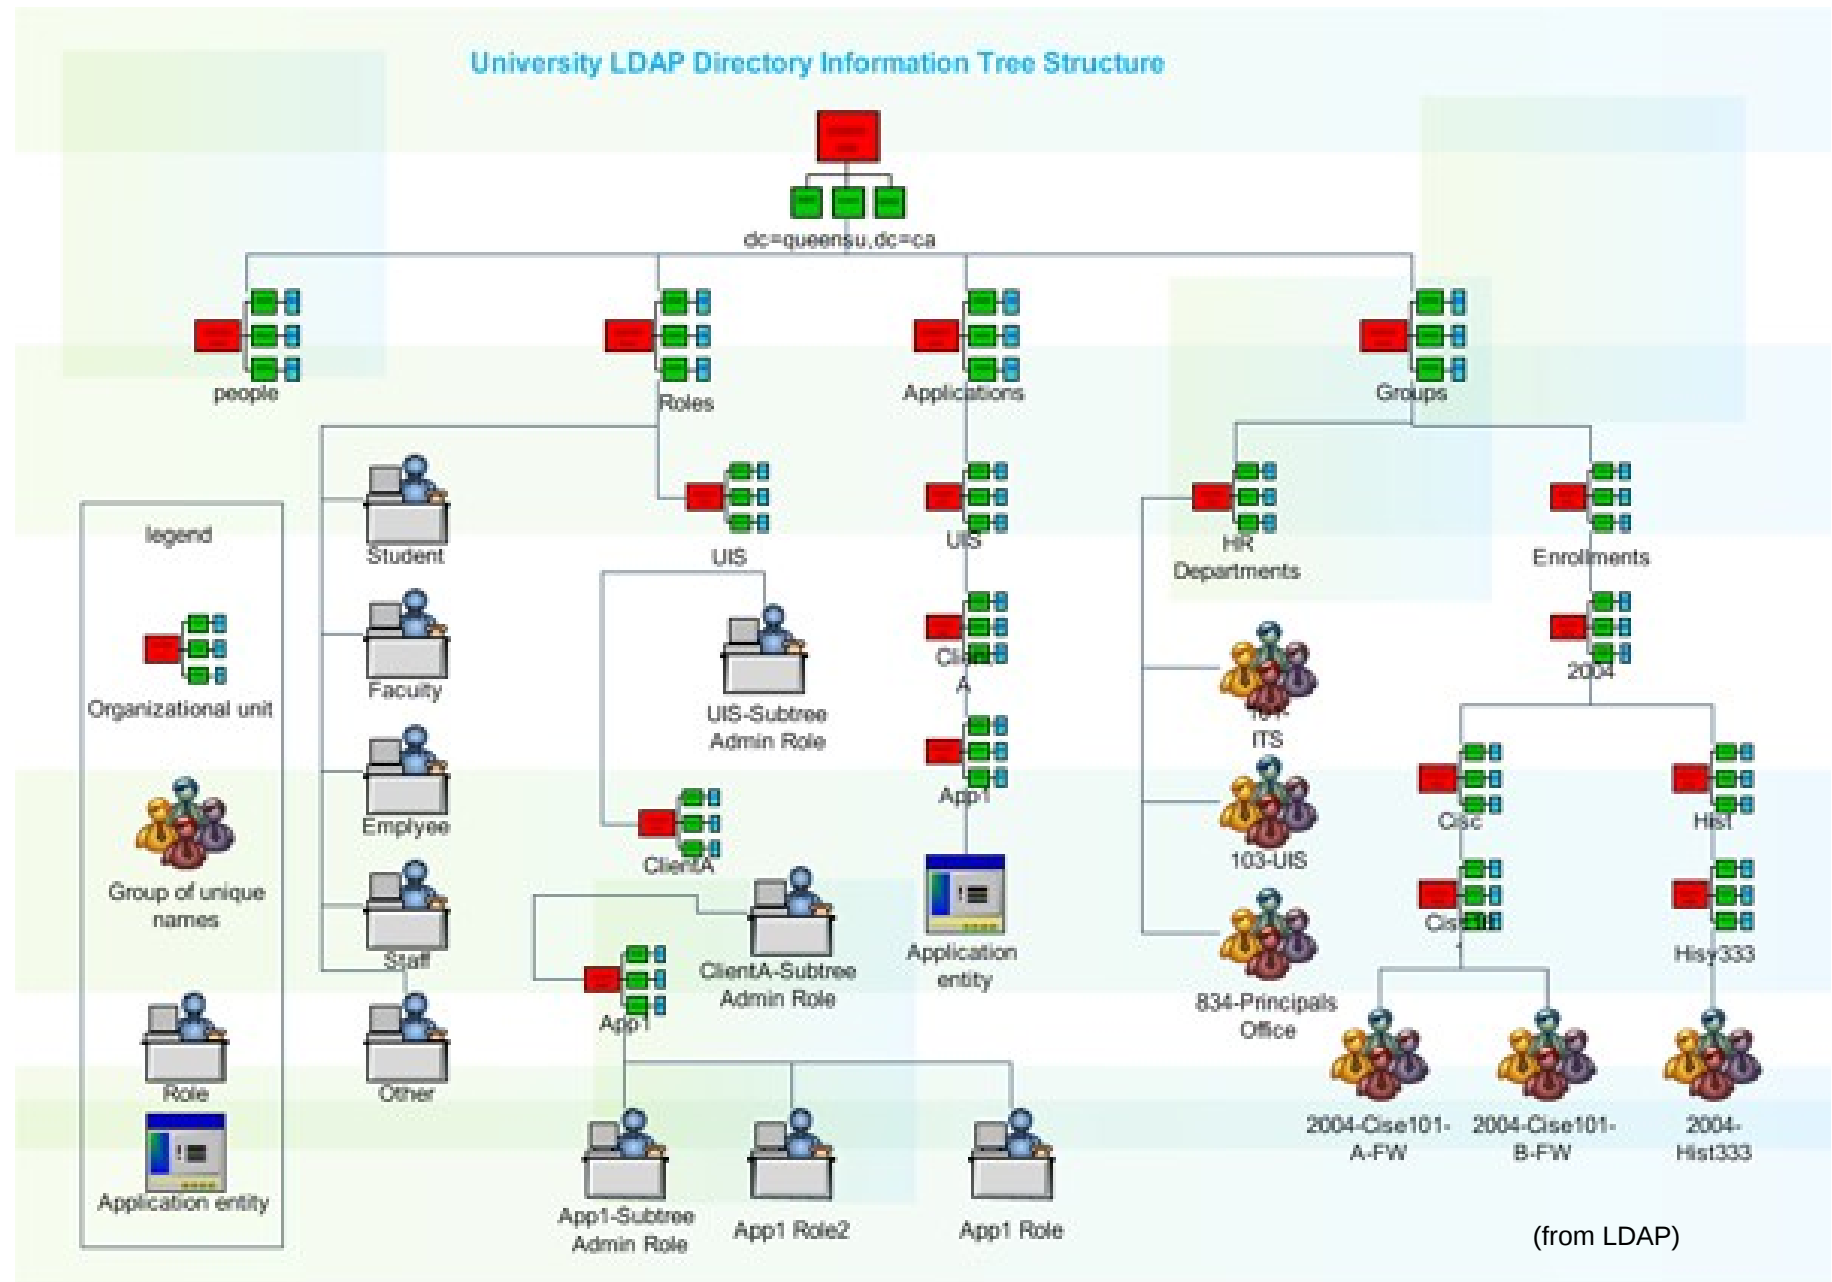 University LDAP Directory Information Tree Structure
dc=queensu,dc=ca
people
Roles
Applications
Groups
legend
Organizational unit
Group of unique
names
Role
Application entity
Student
Faculty
Emplyee
Staff
Other
UIS
UIS-Subtree
Admin Role
ClientA
ClientA-Subtree
Admin Role
App1
App1-Subtree
Admin Role
App1 Role2
App1 Role
UIS
A
App1
Application
entity
HR
Departments
ITS
103-UIS
834-Principals
Office
Enrollments
2004
Cisc
Hist
Hisy333
2004-Cise101-
A-FW
2004-Cise101-
B-FW
2004-
Hist333
(from LDAP)